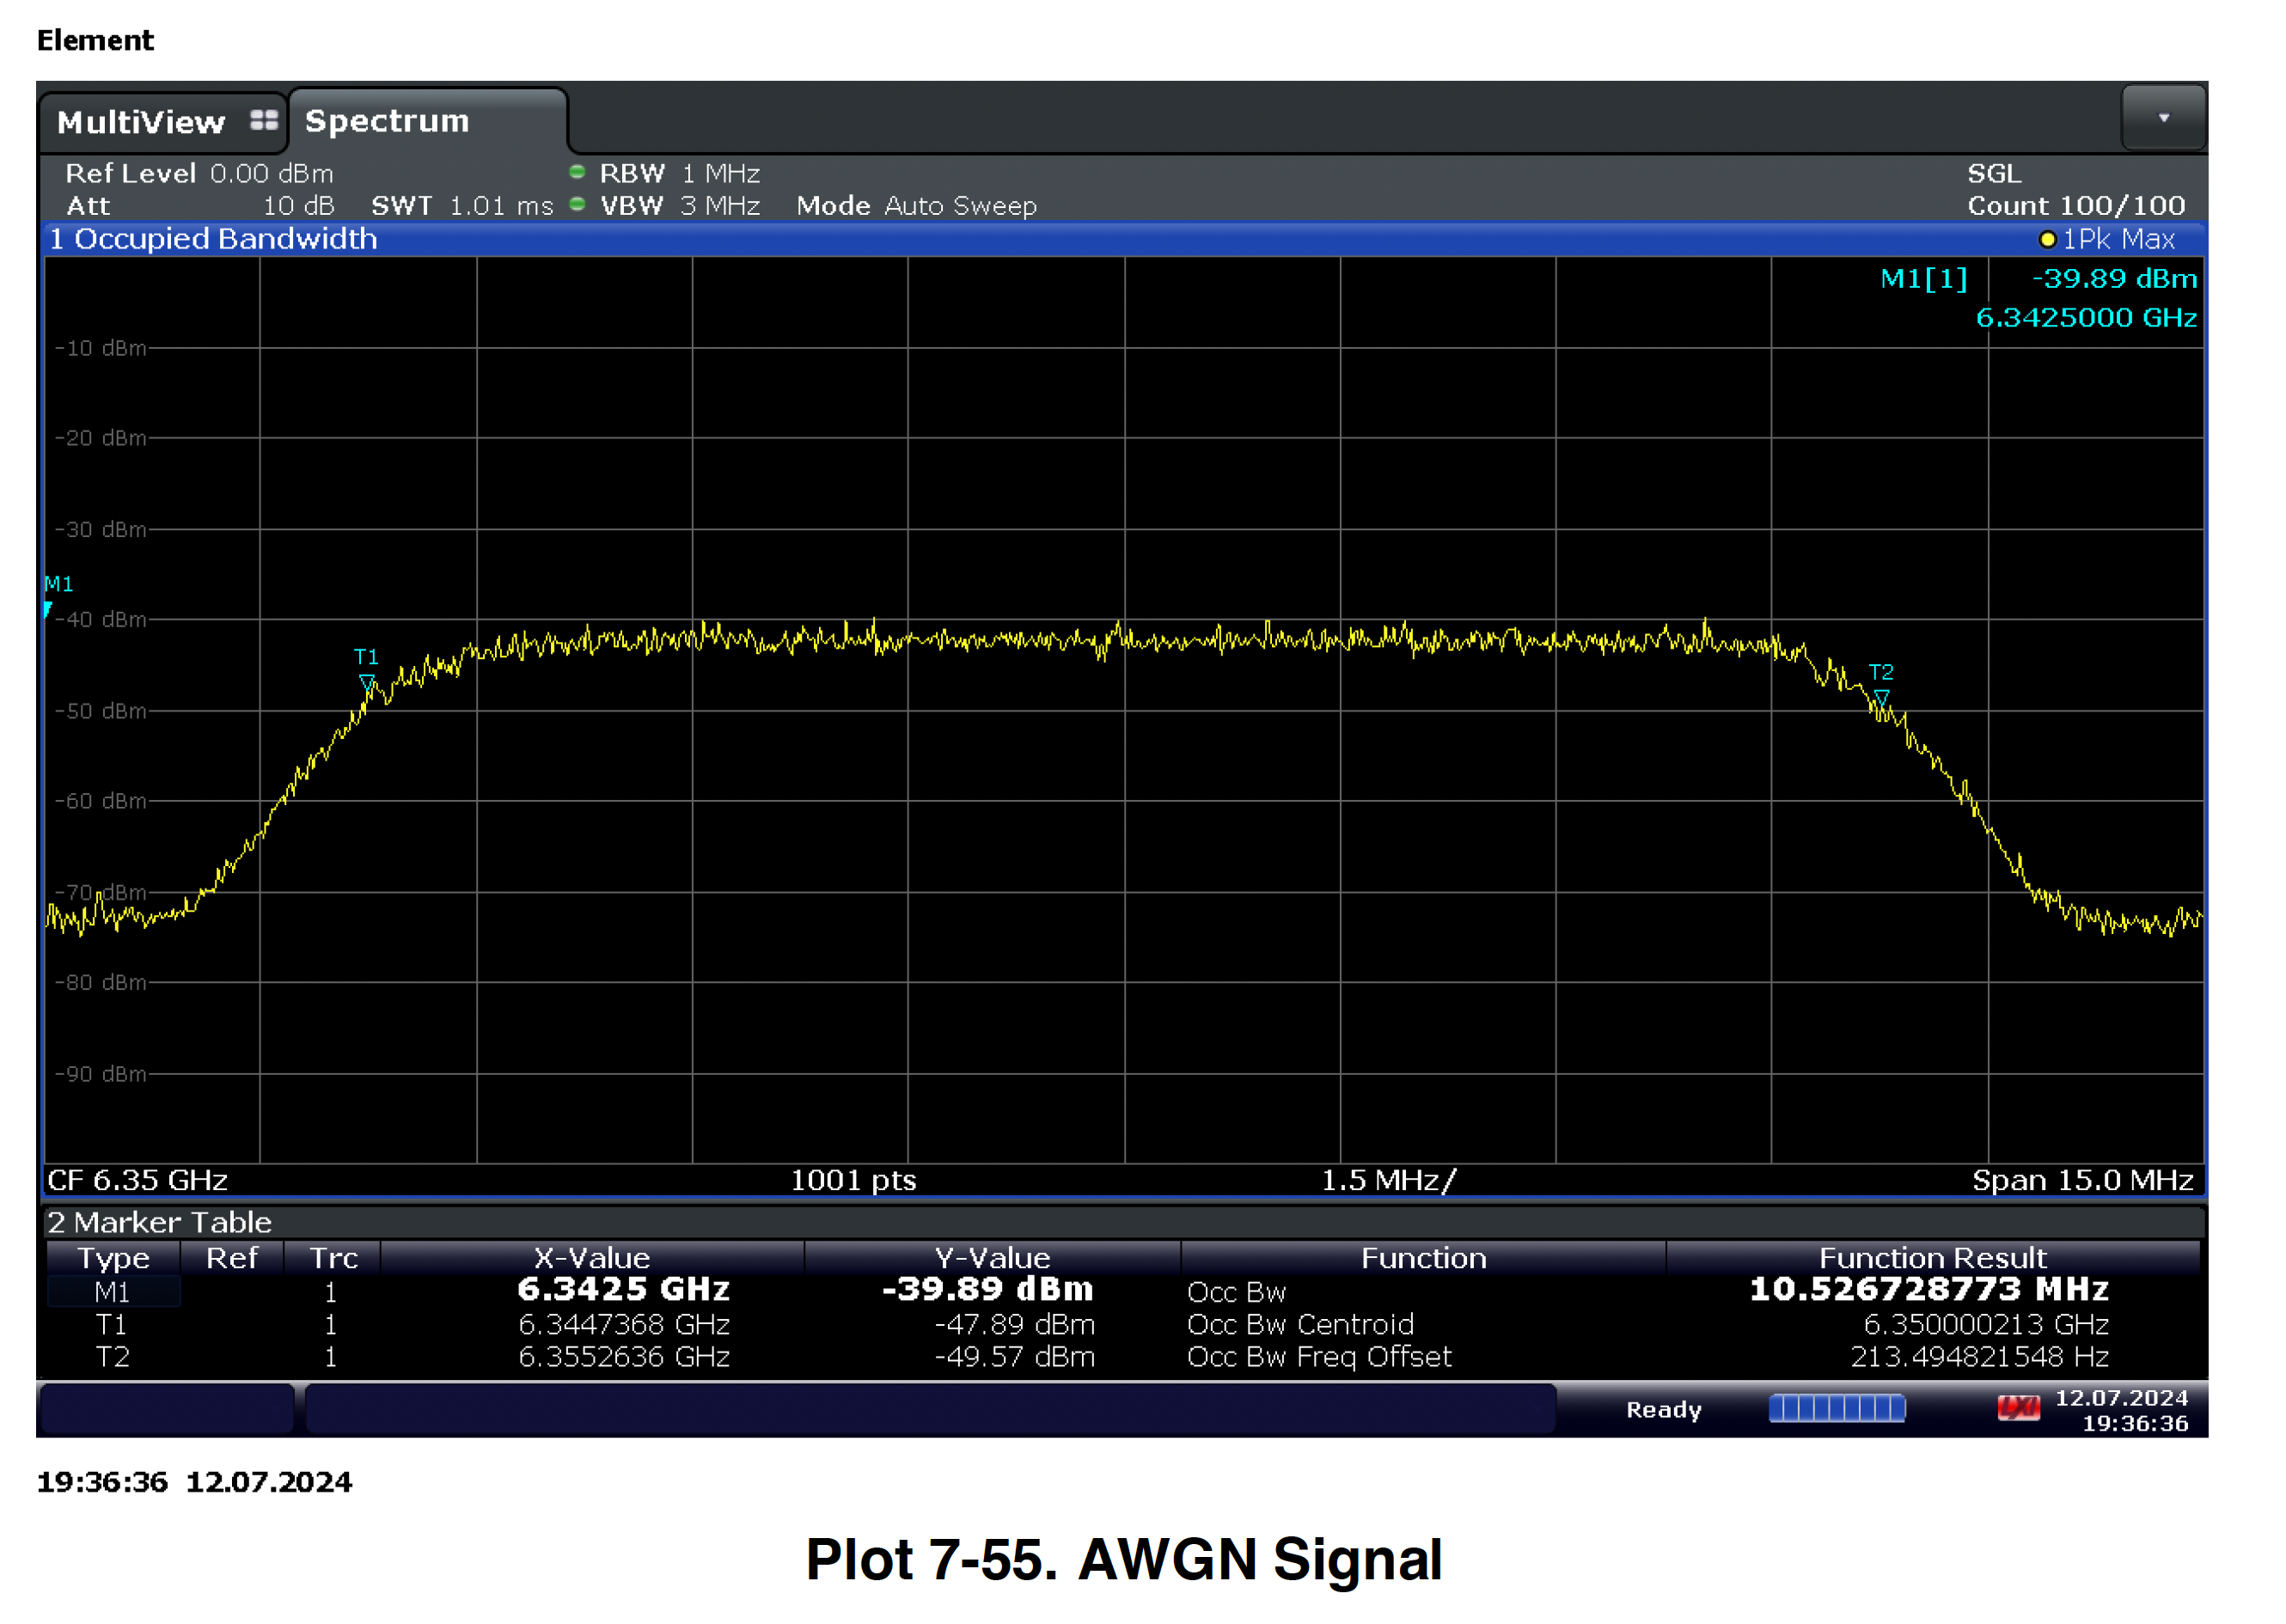 Element
MultiView Spectrum
Ref Level 0.00 dBm RBW 1 MHz SGL
Att 10 dB SWT 1.01 ms VBW 3 MHz Mode Auto Sweep Count 100/100
1 Occupied Bandwidth 1Pk Max
M1[1] -39.89 dBm
6.3425000 GHz
-10 dBm
-20 dBm
-30 dBm
M1
-40 dBm
T1
T2
-50 dBm
-60 dBm
-70 dBm
-80 dBm
-90 dBm
CF 6.35 GHz 1001 pts 1.5 MHz/ Span 15.0 MHz
2 Marker Table
Type Ref Trc X-Value Y-Value Function Function Result
M1 1 6.3425 GHz -39.89 dBm Occ Bw 10.526728773 MHz
T1 1 6.3447368 GHz -47.89 dBm Occ Bw Centroid 6.350000213 GHz
T2 1 6.3552636 GHz -49.57 dBm Occ Bw Freq Offset 213.494821548 Hz
Ready LXI 12.07.2024
19:36:36
19:36:36 12.07.2024
Plot 7-55. AWGN Signal